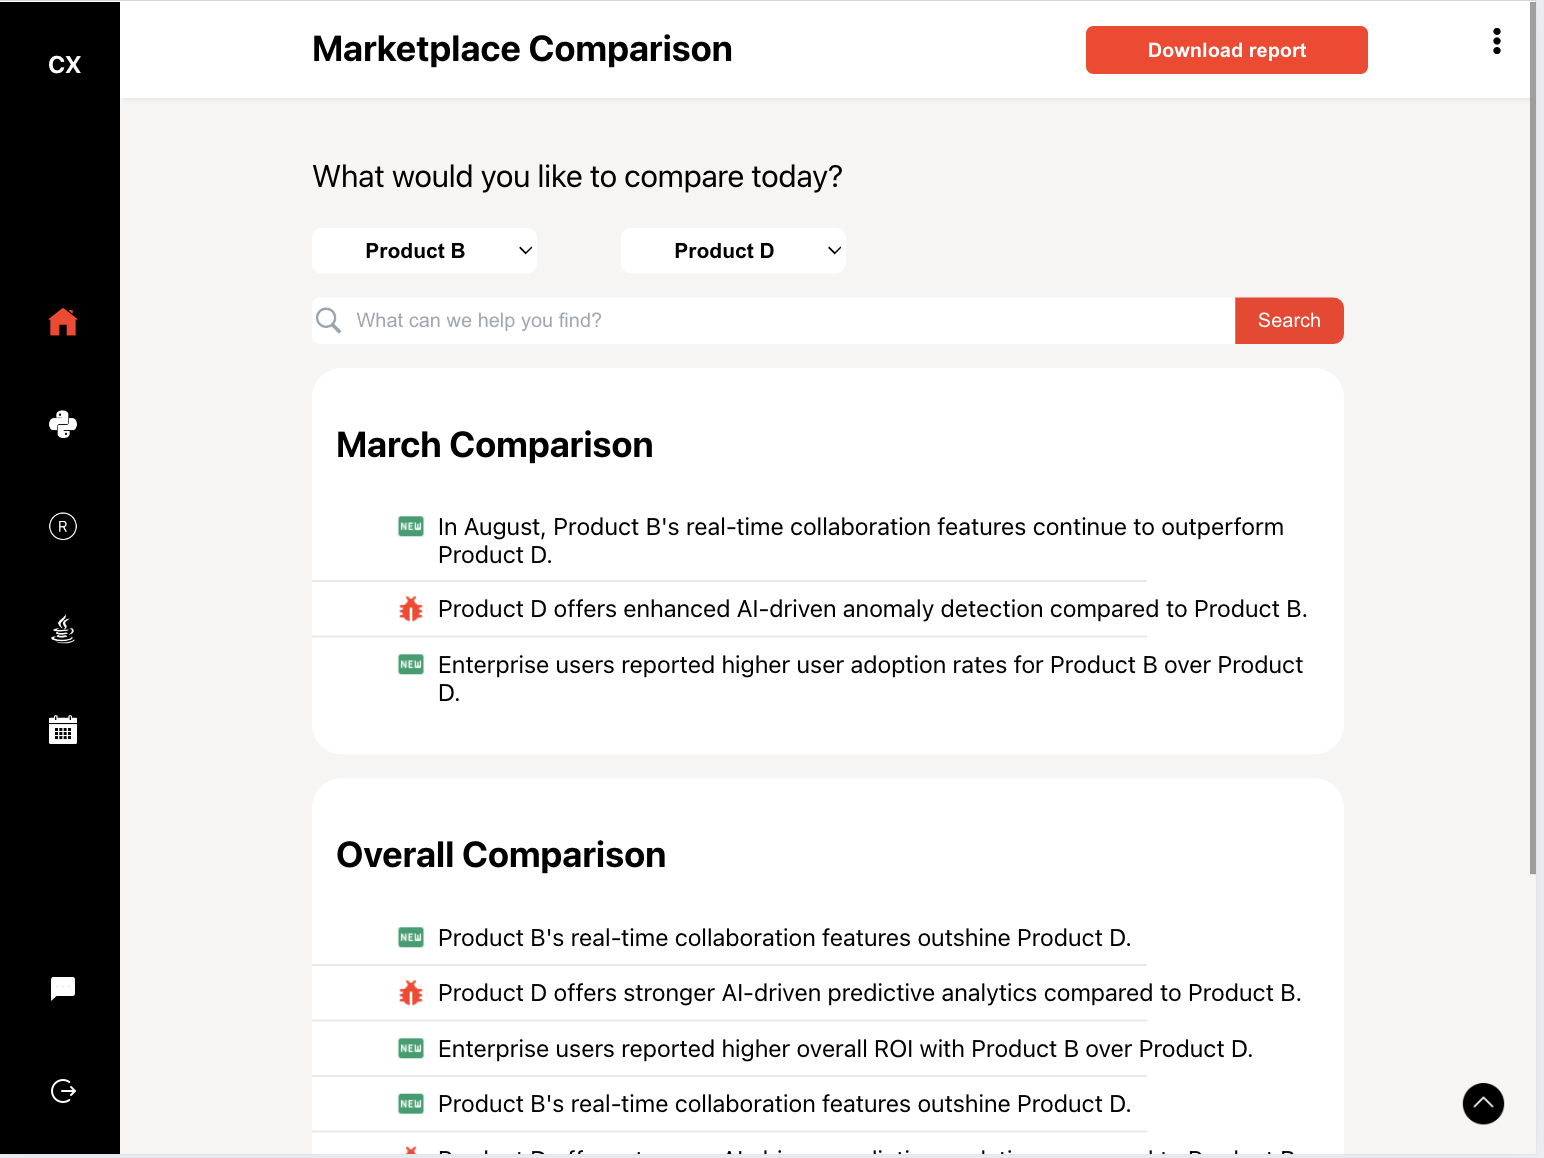 CX
Marketplace Comparison
Download report
What would you like to compare today?
Product B
Product D
What can we help you find?
Search
March Comparison
NEW In August, Product B's real-time collaboration features continue to outperform
Product D.
Product D offers enhanced AI-driven anomaly detection compared to Product B.
NEW Enterprise users reported higher user adoption rates for Product B over Product
D.
R
Overall Comparison
NEW Product B's real-time collaboration features outshine Product D.
Product D offers stronger AI-driven predictive analytics compared to Product B.
NEW Enterprise users reported higher overall ROI with Product B over Product D.
NEW Product B's real-time collaboration features outshine Product D.